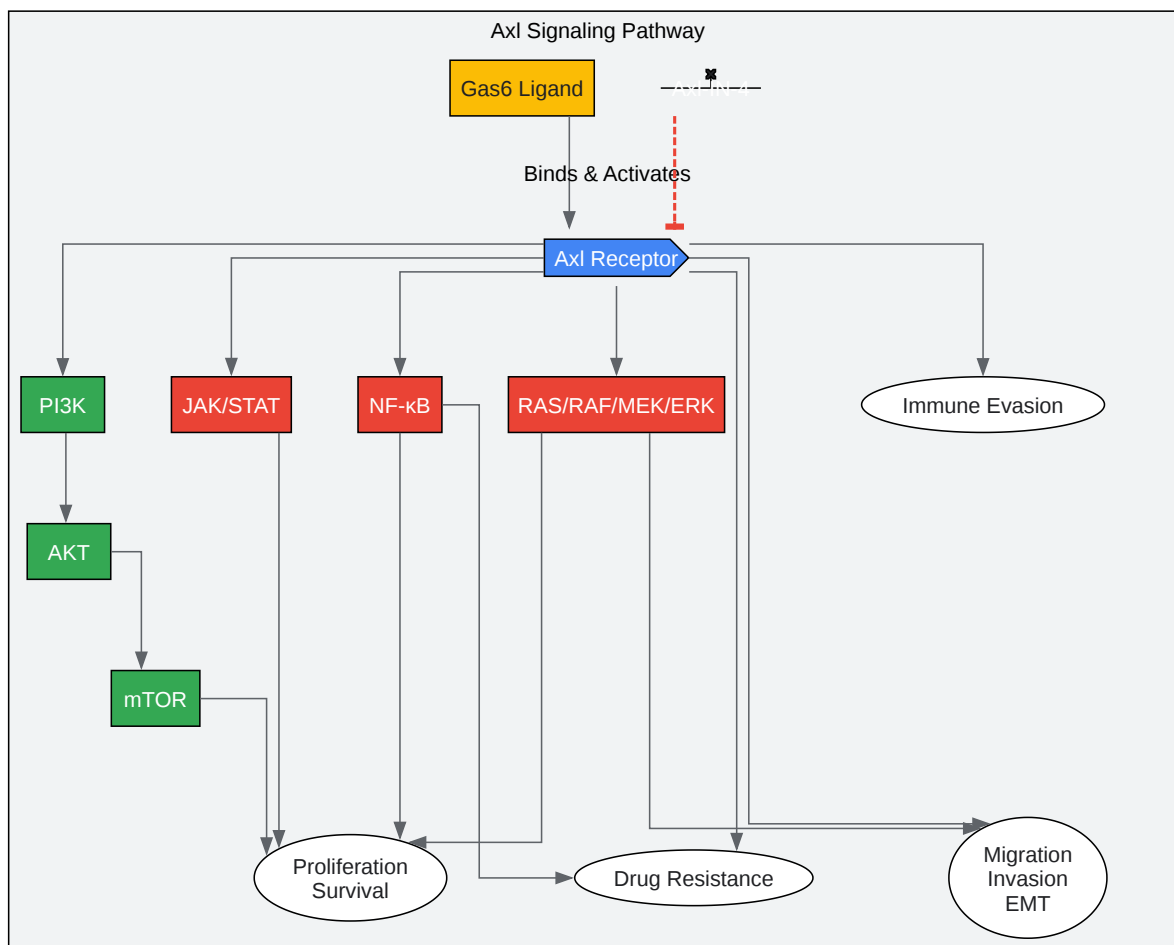 Axl Signaling Pathway
Gas6 Ligand
Binds & Activates
Axl Receptor
PI3K
JAK/STAT
NF-κB
RAS/RAF/MEK/ERK
Immune Evasion
AKT
mTOR
Proliferation
Survival
Drug Resistance
Migration
Invasion
EMT